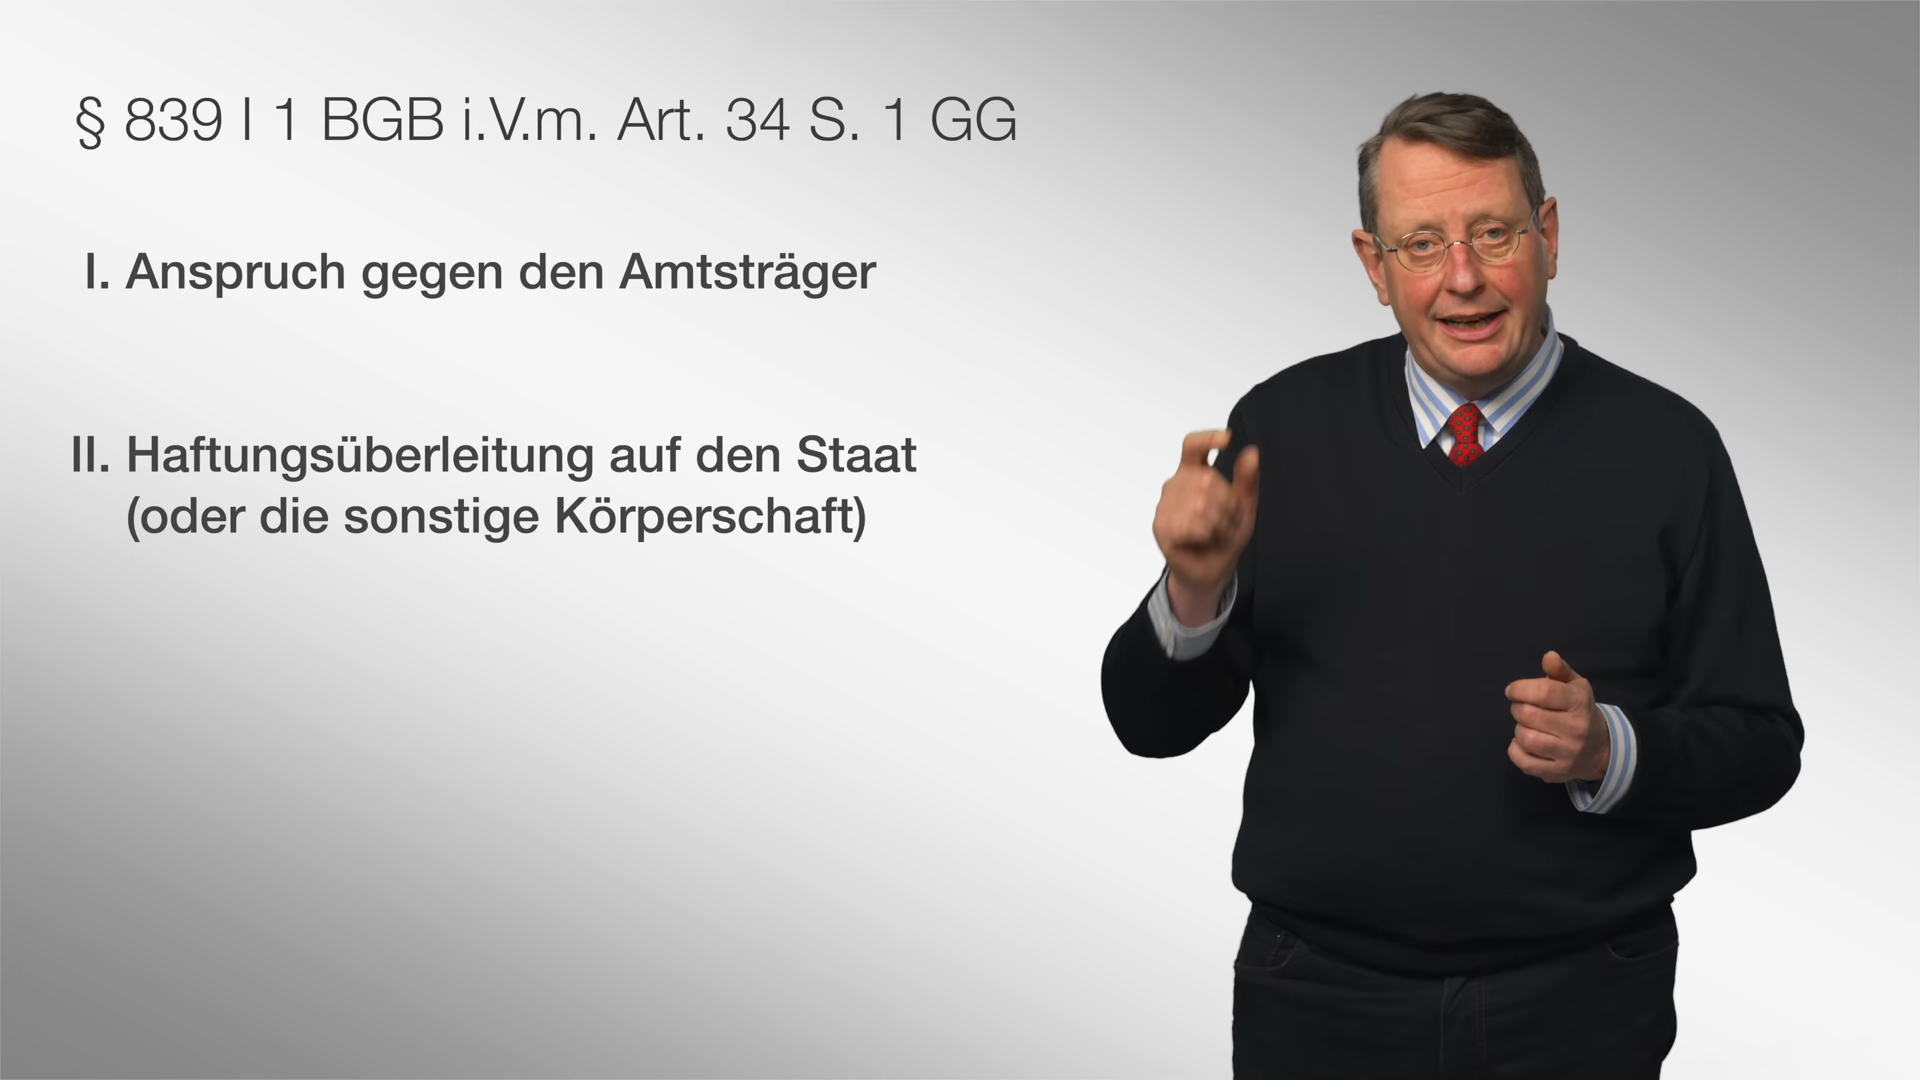 § 839 I 1 BGB i.V.m. Art. 34 S. 1 GG
I. Anspruch gegen den Amtsträger
II. Haftungsüberleitung auf den Staat
(oder die sonstige Körperschaft)